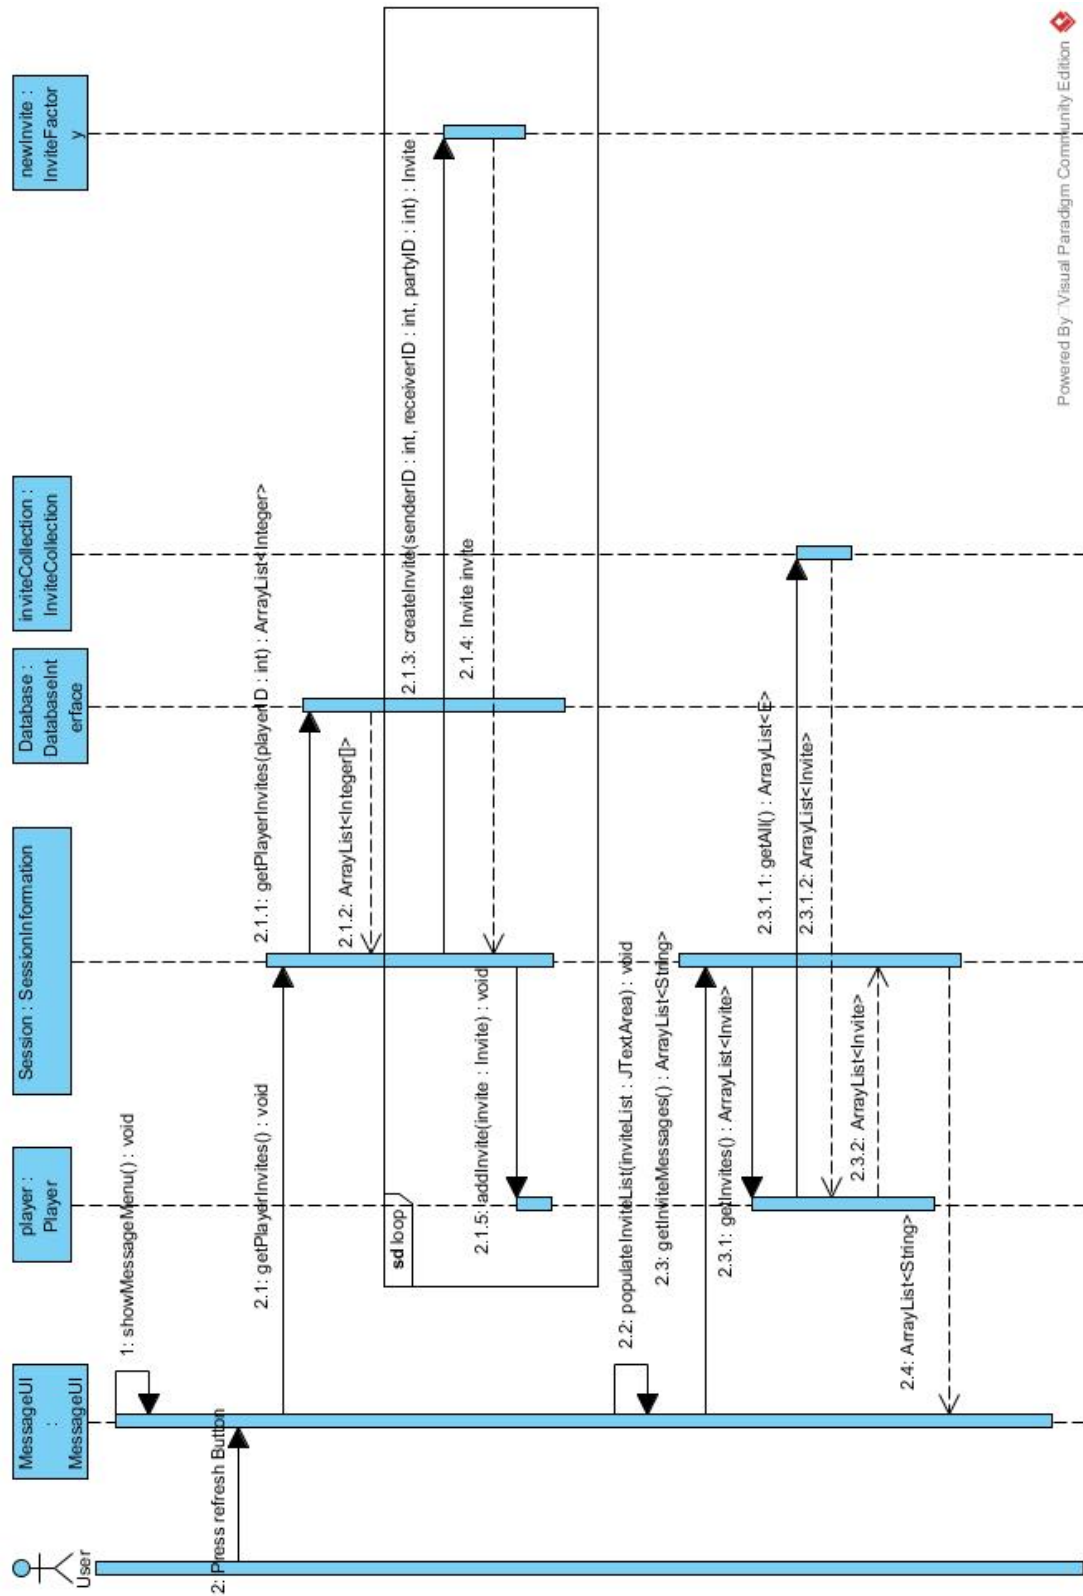 User
MessageUI
:
MessageUI
player :
Player
Session : SessionInformation
Database :
DatabaseInt
erface
inviteCollection :
InviteCollection
newInvite :
InviteFactor
y
1: showMessageMenu() : void
2: Press refresh Button
2.1: getPlayerInvites() : void
2.1.1: getPlayerInvites(playerID : int) : ArrayList<Integer>
2.1.2: ArrayList<Integer[]>
sd loop
2.1.3: createInvite(senderID : int, receiverID : int, partyID : int) : Invite
2.1.4: Invite invite
2.1.5: addInvite(invite : Invite) : void
2.2: populateInviteList(inviteList : JTextArea) : void
2.3: getInviteMessages() : ArrayList<String>
2.3.1: getInvites() : ArrayList<Invite>
2.3.1.1: getAll() : ArrayList<E>
2.3.1.2: ArrayList<Invite>
2.3.2: ArrayList<Invite>
2.4: ArrayList<String>
Powered By Visual Paradigm Community Edition